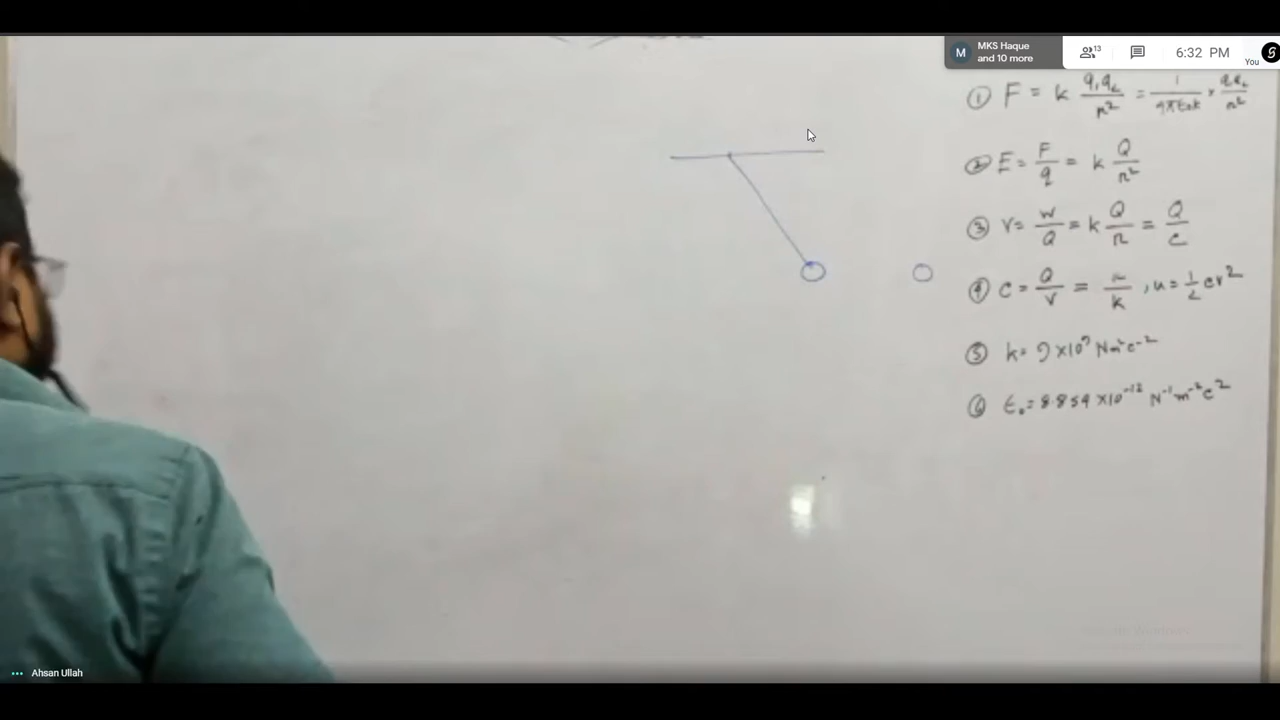 MKS Haque
and 10 more
13
6:32 PM
You
① F = k q₁q₂/r² = 1/4πε₀k × q₁q₂/r²
② E = F/q = k Q/r²
③ V = W/Q = k Q/r = Q/C
④ C = Q/V = r/k , u = ½ cv²
⑤ k = 9 × 10⁹ Nm²c⁻²
⑥ ε₀ = 8.854 × 10⁻¹² N⁻¹m⁻²c²
Ahsan Ullah